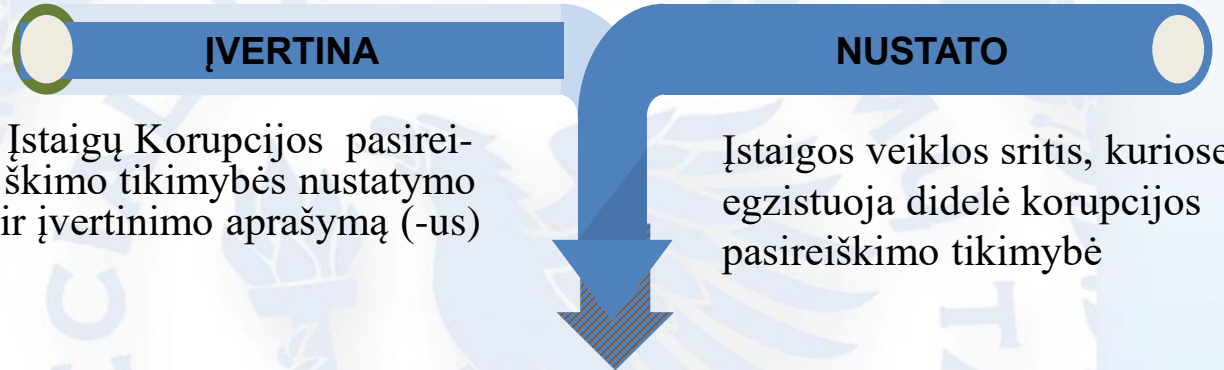 ĮVERTINA
Įstaigų Korupcijos pasirei-
škimo tikimybės nustatymo
ir įvertinimo aprašymą (-us)
NUSTATO
Įstaigos veiklos sritis, kuriose
egzistuoja didelė korupcijos
pasireiškimo tikimybė